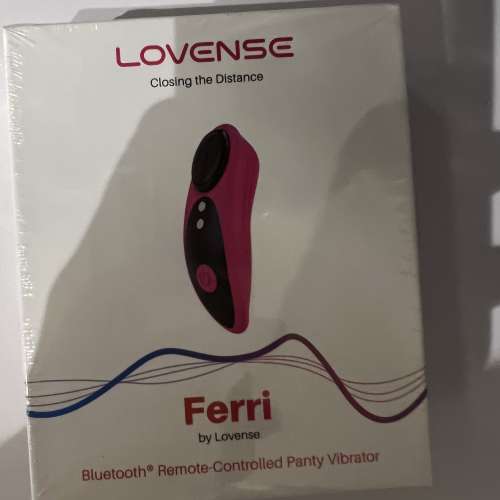 LOVENSE
Closing the Distance
Ferri
by Lovense
Bluetooth® Remote-Controlled Panty Vibrator